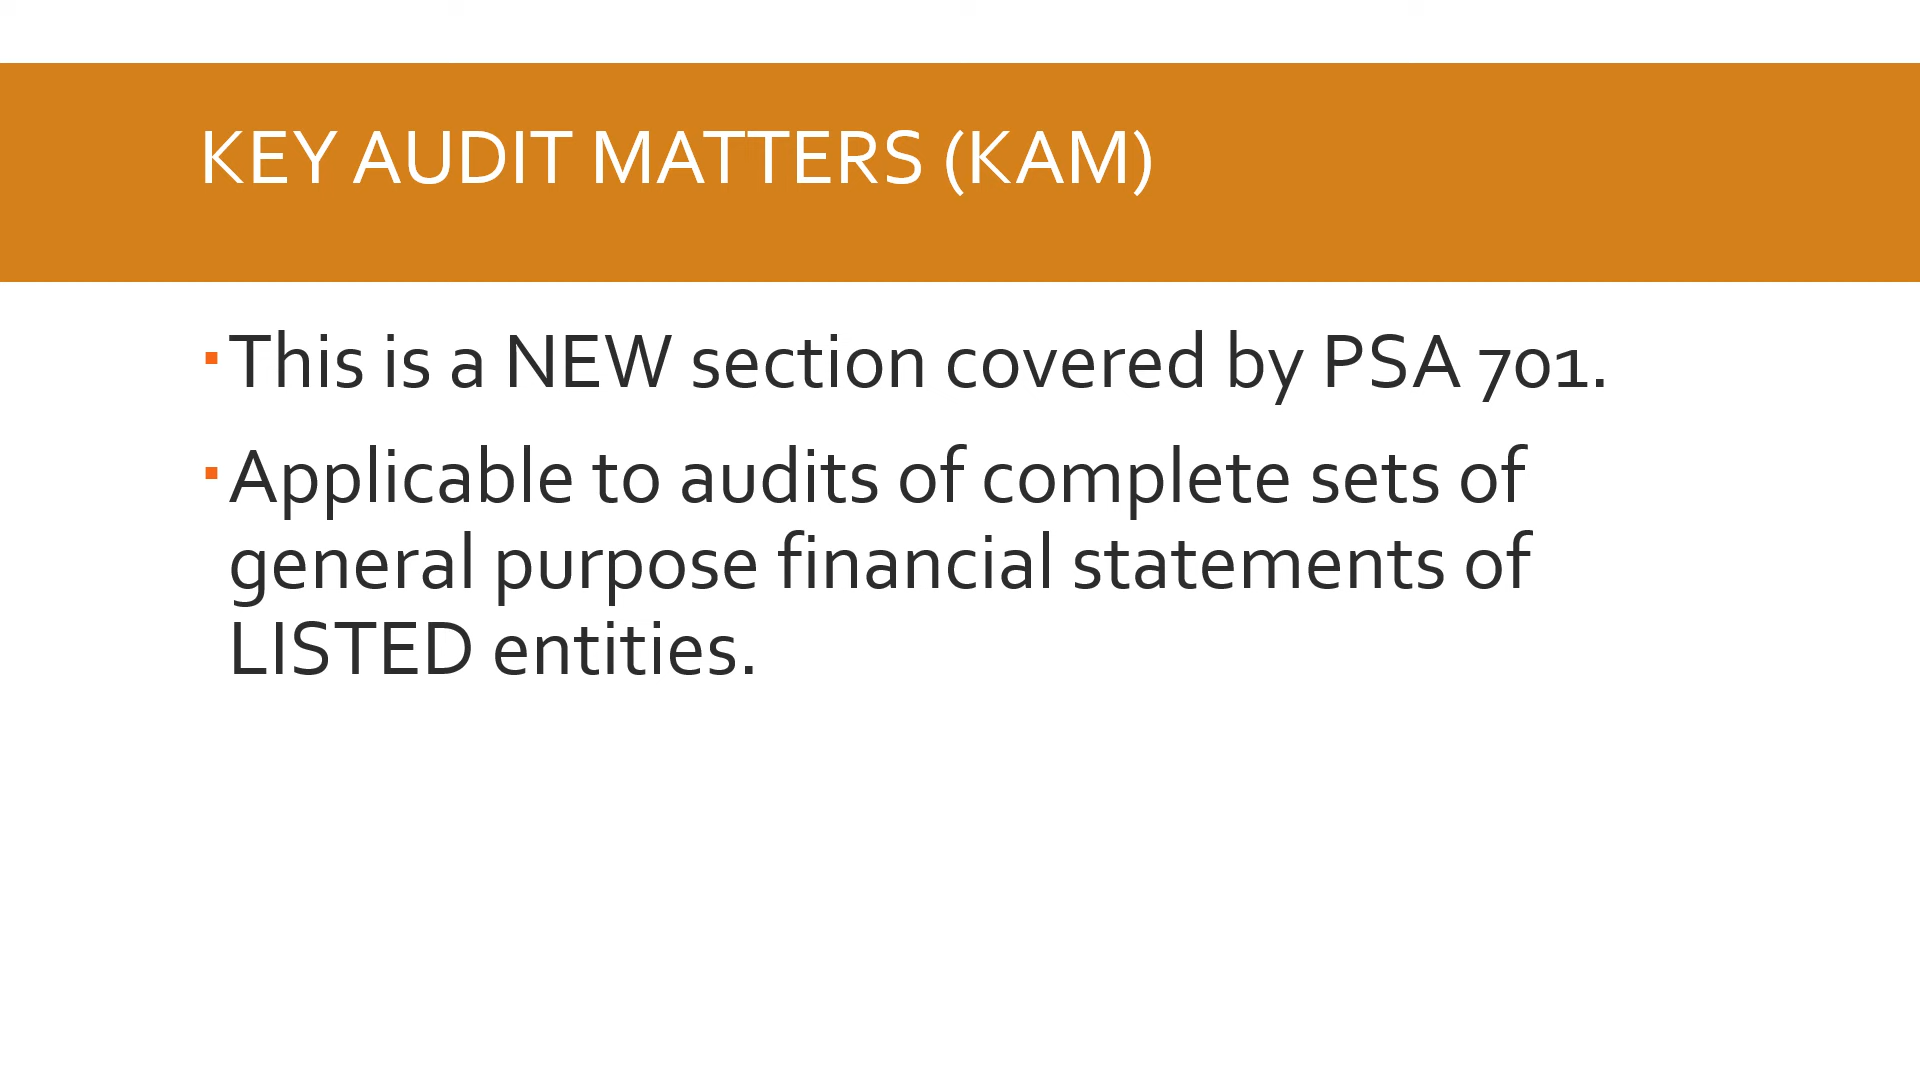 KEY AUDIT MATTERS (KAM)
▪This is a NEW section covered by PSA 701.
▪Applicable to audits of complete sets of
general purpose financial statements of
LISTED entities.